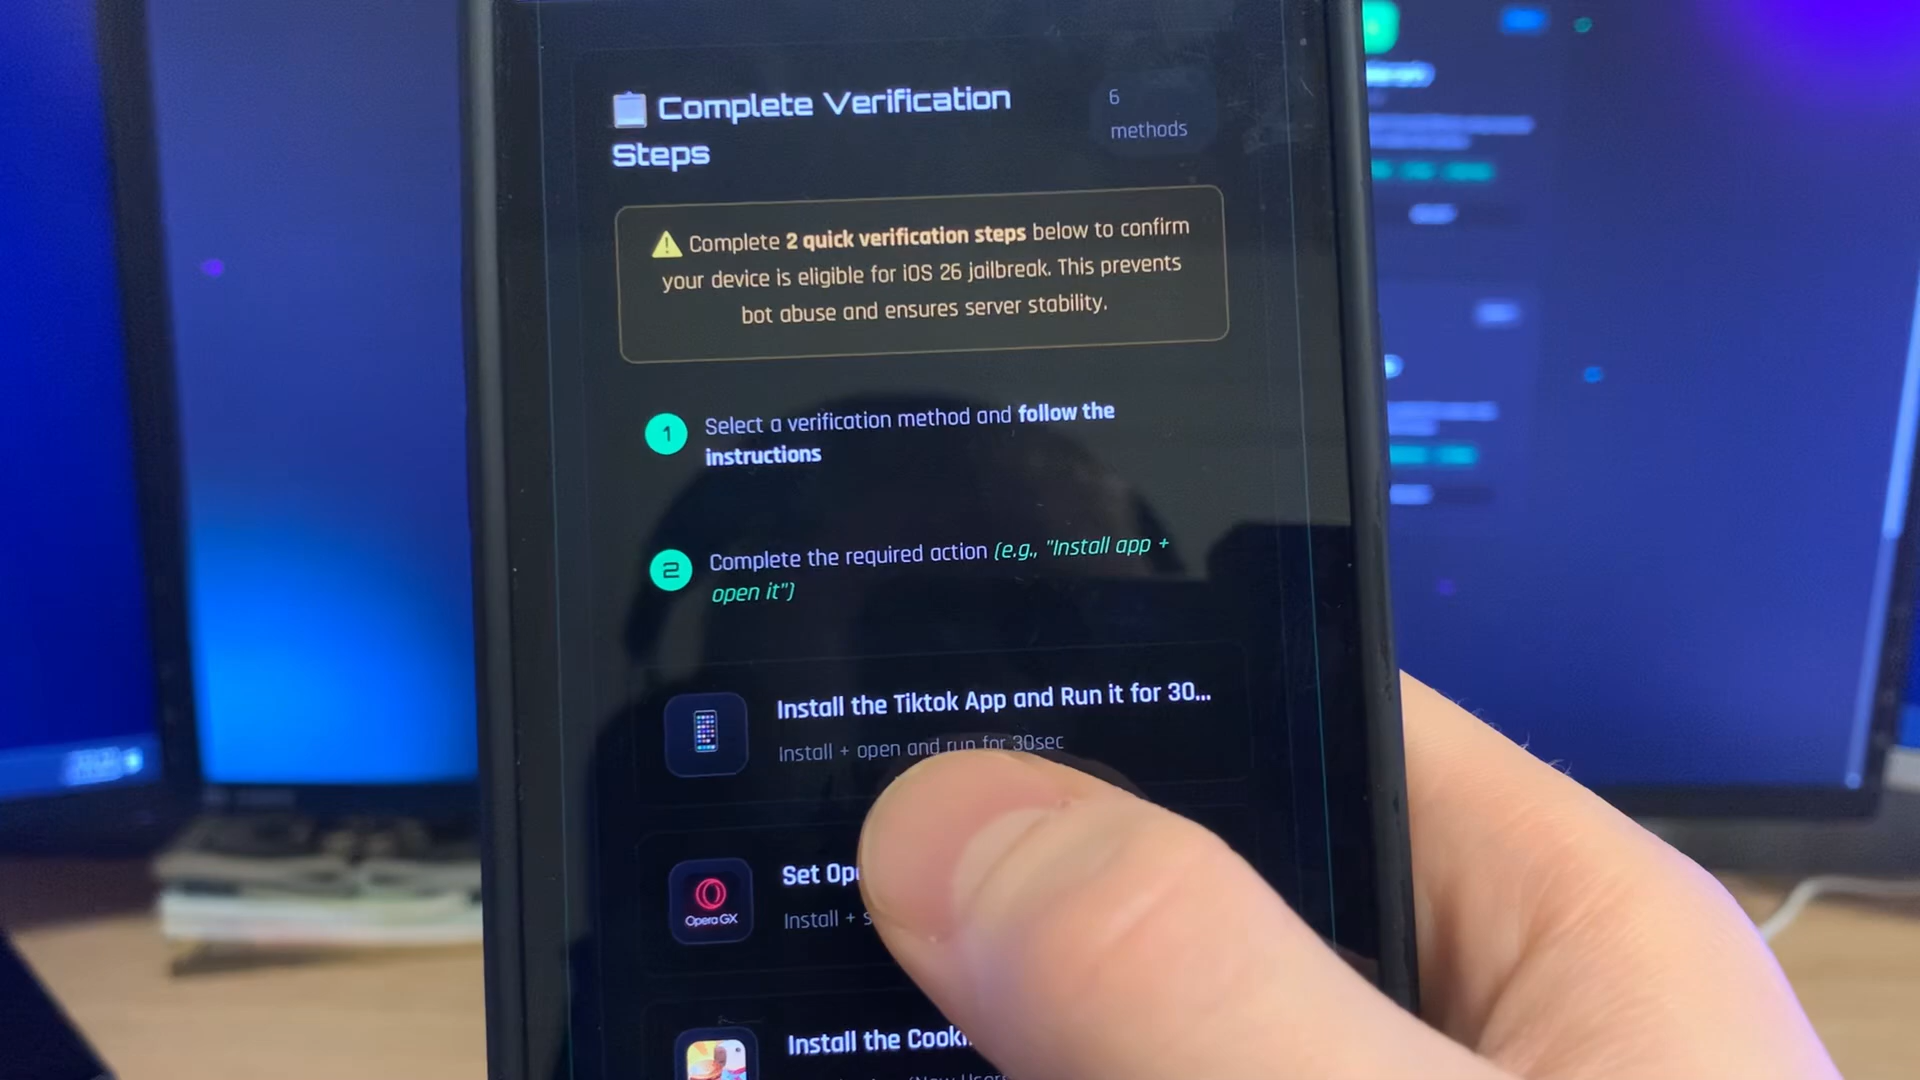 Complete Verification
Steps
6
methods
Complete 2 quick verification steps below to confirm
your device is eligible for iOS 26 jailbreak. This prevents
bot abuse and ensures server stability.
1
Select a verification method and follow the
instructions
2
Complete the required action (e.g., "Install app +
open it")
Install the Tiktok App and Run it for 30...
Install + open and run for 30sec
Opera GX
Set
Install +
Install the